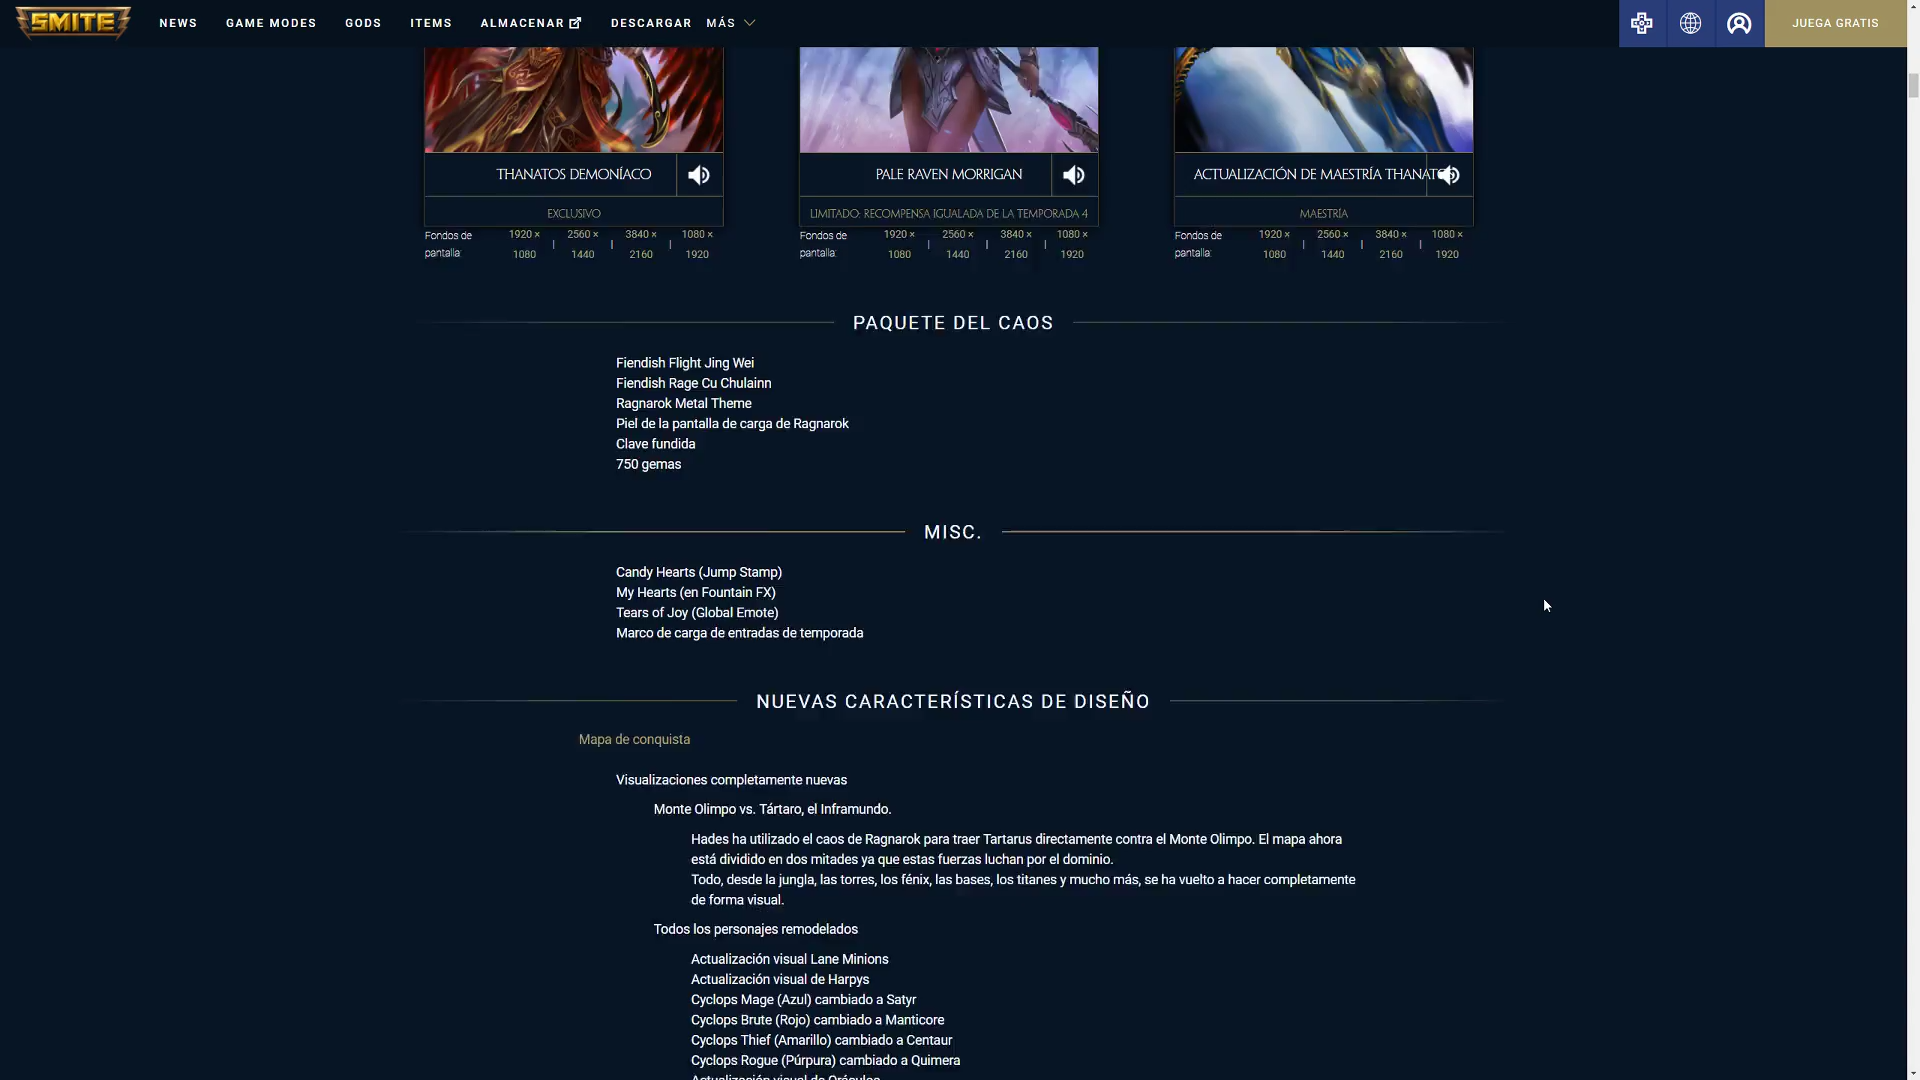 SMITE NEWS GAME MODES GODS ITEMS ALMACENAR DESCARGAR MÁS JUEGA GRATIS
THANATOS DEMONÍACO
EXCLUSIVO
Fondos de pantalla: 1920 × 1080 | 2560 × 1440 | 3840 × 2160 | 1080 × 1920
PALE RAVEN MORRIGAN
LIMITADO: RECOMPENSA IGUALADA DE LA TEMPORADA 4
Fondos de pantalla: 1920 × 1080 | 2560 × 1440 | 3840 × 2160 | 1080 × 1920
ACTUALIZACIÓN DE MAESTRÍA THANATOS
MAESTRÍA
Fondos de pantalla: 1920 × 1080 | 2560 × 1440 | 3840 × 2160 | 1080 × 1920
PAQUETE DEL CAOS
Fiendish Flight Jing Wei
Fiendish Rage Cu Chulainn
Ragnarok Metal Theme
Piel de la pantalla de carga de Ragnarok
Clave fundida
750 gemas
MISC.
Candy Hearts (Jump Stamp)
My Hearts (en Fountain FX)
Tears of Joy (Global Emote)
Marco de carga de entradas de temporada
NUEVAS CARACTERÍSTICAS DE DISEÑO
Mapa de conquista
Visualizaciones completamente nuevas
Monte Olimpo vs. Tártaro, el Inframundo.
Hades ha utilizado el caos de Ragnarok para traer Tartarus directamente contra el Monte Olimpo. El mapa ahora
está dividido en dos mitades ya que estas fuerzas luchan por el dominio.
Todo, desde la jungla, las torres, los fénix, las bases, los titanes y mucho más, se ha vuelto a hacer completamente
de forma visual.
Todos los personajes remodelados
Actualización visual Lane Minions
Actualización visual de Harpys
Cyclops Mage (Azul) cambiado a Satyr
Cyclops Brute (Rojo) cambiado a Manticore
Cyclops Thief (Amarillo) cambiado a Centaur
Cyclops Rogue (Púrpura) cambiado a Quimera
Actualización visual de Oráculos